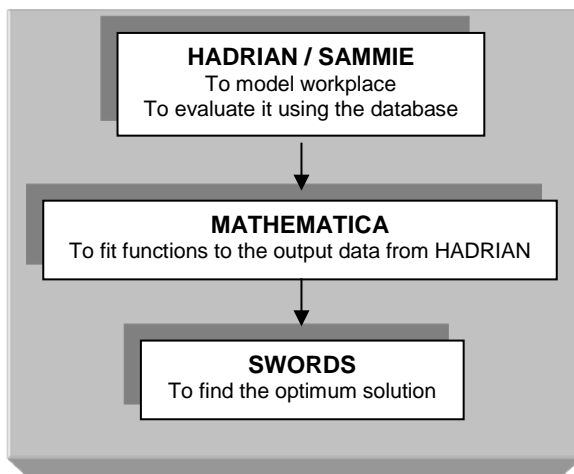 HADRIAN / SAMMIE
To model workplace
To evaluate it using the database
MATHEMATICA
To fit functions to the output data from HADRIAN
SWORDS
To find the optimum solution